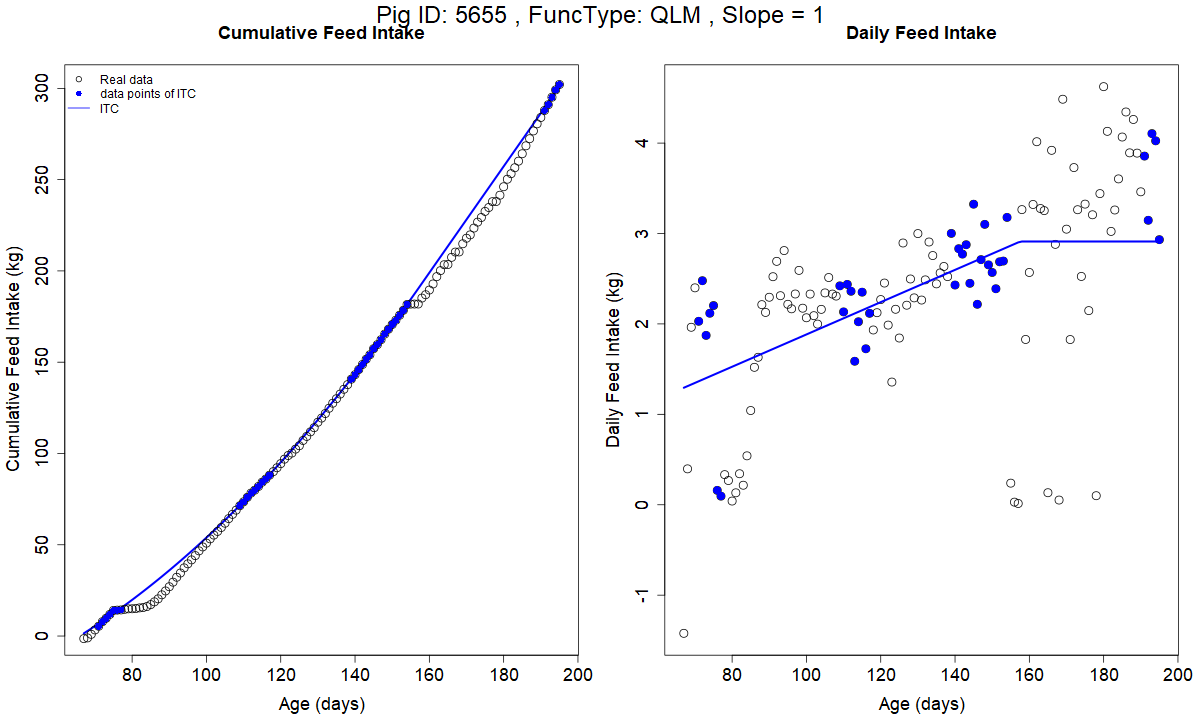 Pig ID: 5655 , FuncType: QLM , Slope = 1
Cumulative Feed Intake
Daily Feed Intake
Real data
data points of ITC
ITC
Cumulative Feed Intake (kg)
0
50
100
150
200
250
300
80
100
120
140
160
180
200
Age (days)
Daily Feed Intake (kg)
-1
0
1
2
3
4
80
100
120
140
160
180
200
Age (days)